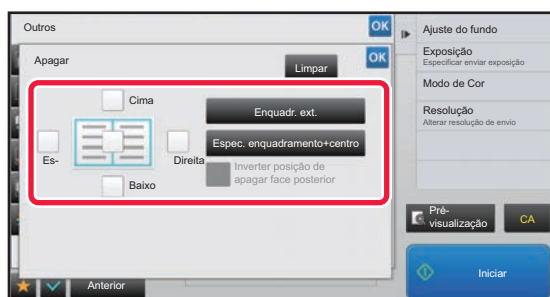 Outros
OK
Apagar
Limpar
OK
Cima
Es-
Direita
Baixo
Enquadr. ext.
Espec. enquadramento+centro
Inverter posição de
apagar face posterior
Anterior
Ajuste do fundo
Exposição
Especificar enviar exposição
Modo de Cor
Resolução
Alterar resolução de envio
Pré-
visualização
CA
Iniciar